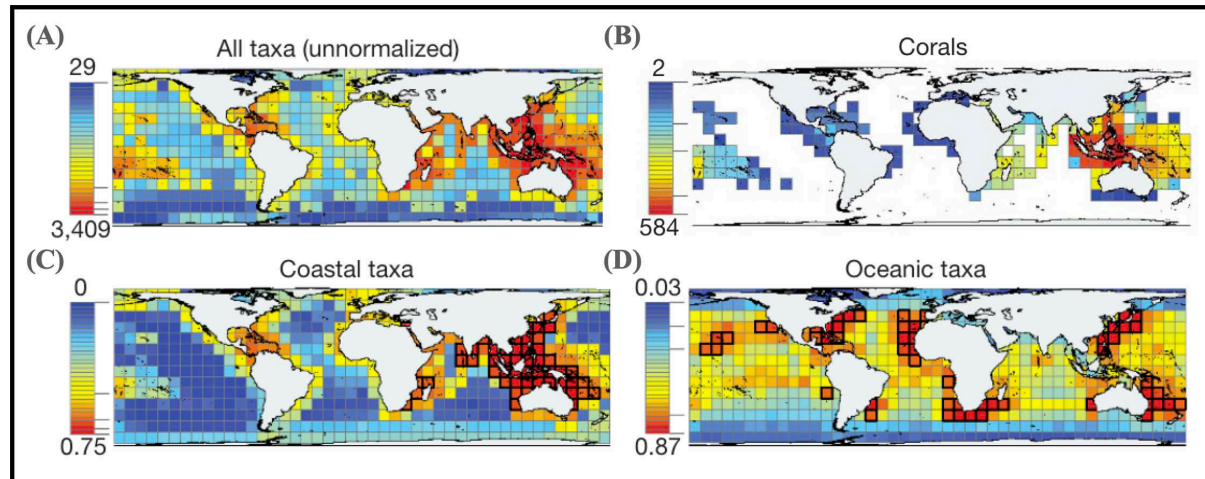 (A)
All taxa (unnormalized)
29
3,409
(B)
Corals
2
584
(C)
Coastal taxa
0
0.75
(D)
Oceanic taxa
0.03
0.87